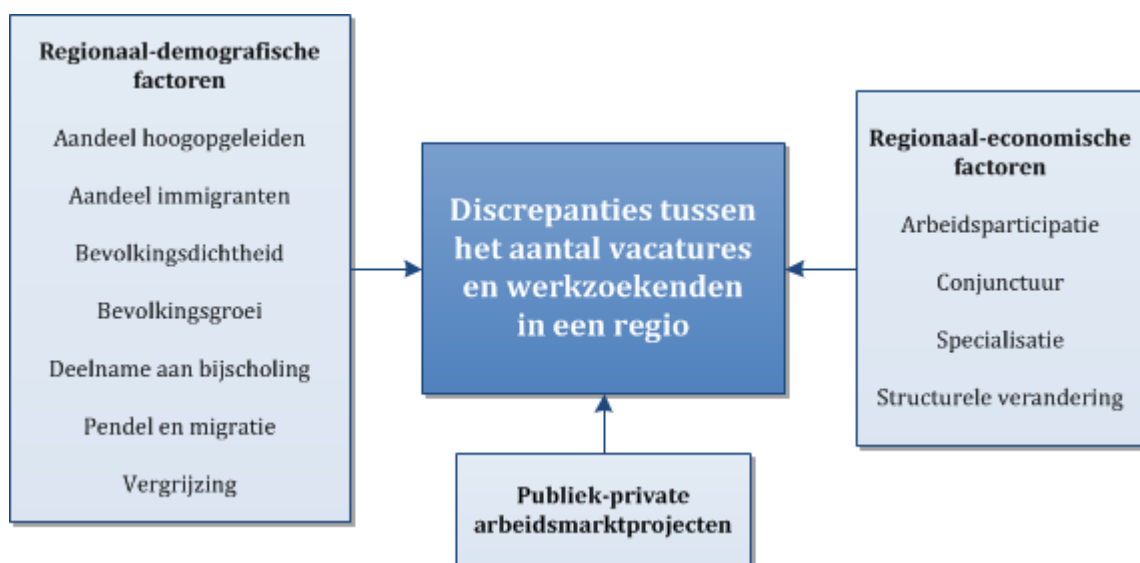 Regionaal-demografische
factoren
Aandeel hoogopgeleiden
Aandeel immigranten
Bevolkingsdichtheid
Bevolkingsgroei
Deelname aan bijscholing
Pendel en migratie
Vergrijzing
Discrepanties tussen
het aantal vacatures
en werkzoekenden
in een regio
Publiek-private
arbeidsmarktprojecten
Regionaal-economische
factoren
Arbeidsparticipatie
Conjunctuur
Specialisatie
Structurele verandering